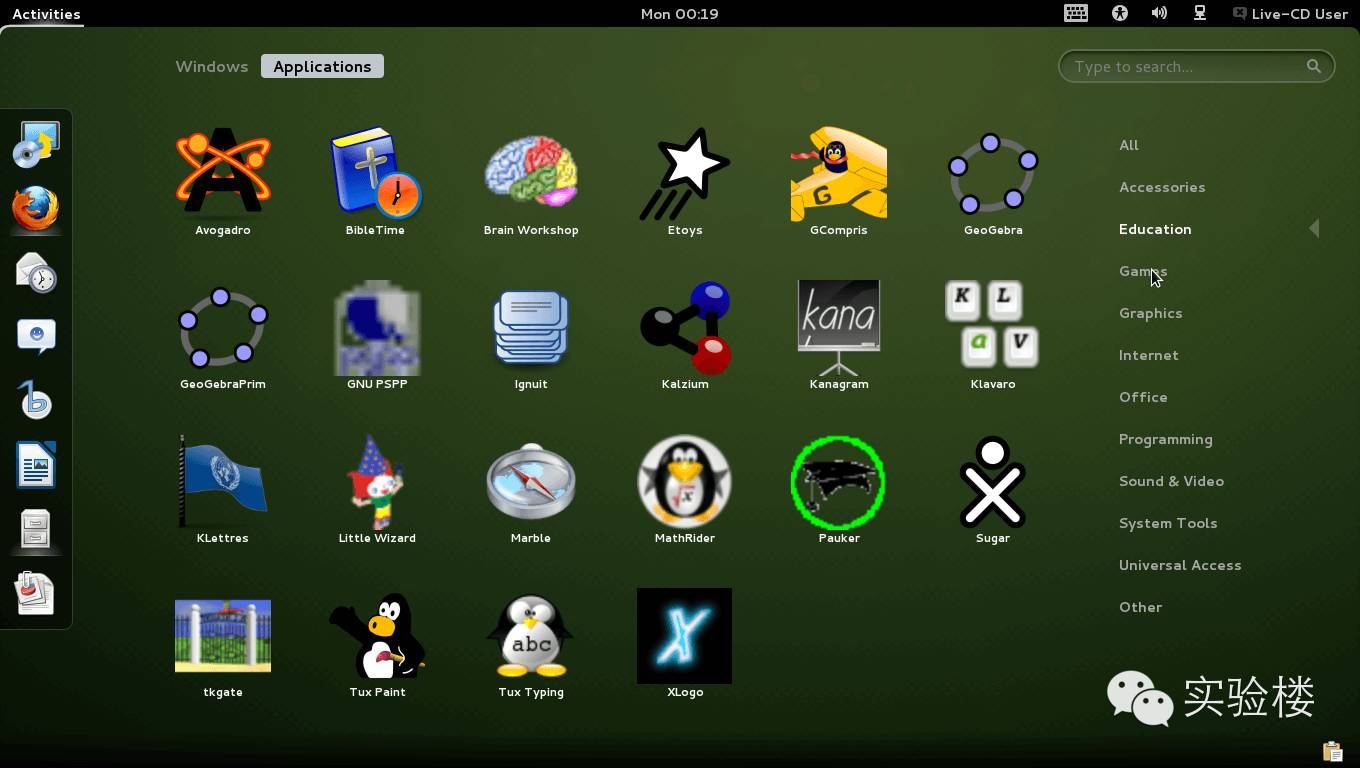 Activities
Mon 00:19
Live-CD User
Windows
Applications
Type to search...
All
Accessories
Education
Games
Graphics
Internet
Office
Programming
Sound & Video
System Tools
Universal Access
Other
Avogadro
BibleTime
Brain Workshop
Etoys
G
GCompris
GeoGebra
GeoGebraPrim
pspp
GNU PSPP
Ignuit
Kalzium
kana
Kanagram
K L
a V
Klavaro
KLettres
Little Wizard
Marble
MathRider
Pauker
Sugar
tkgate
Tux Paint
abc
Tux Typing
X
XLogo
实验楼